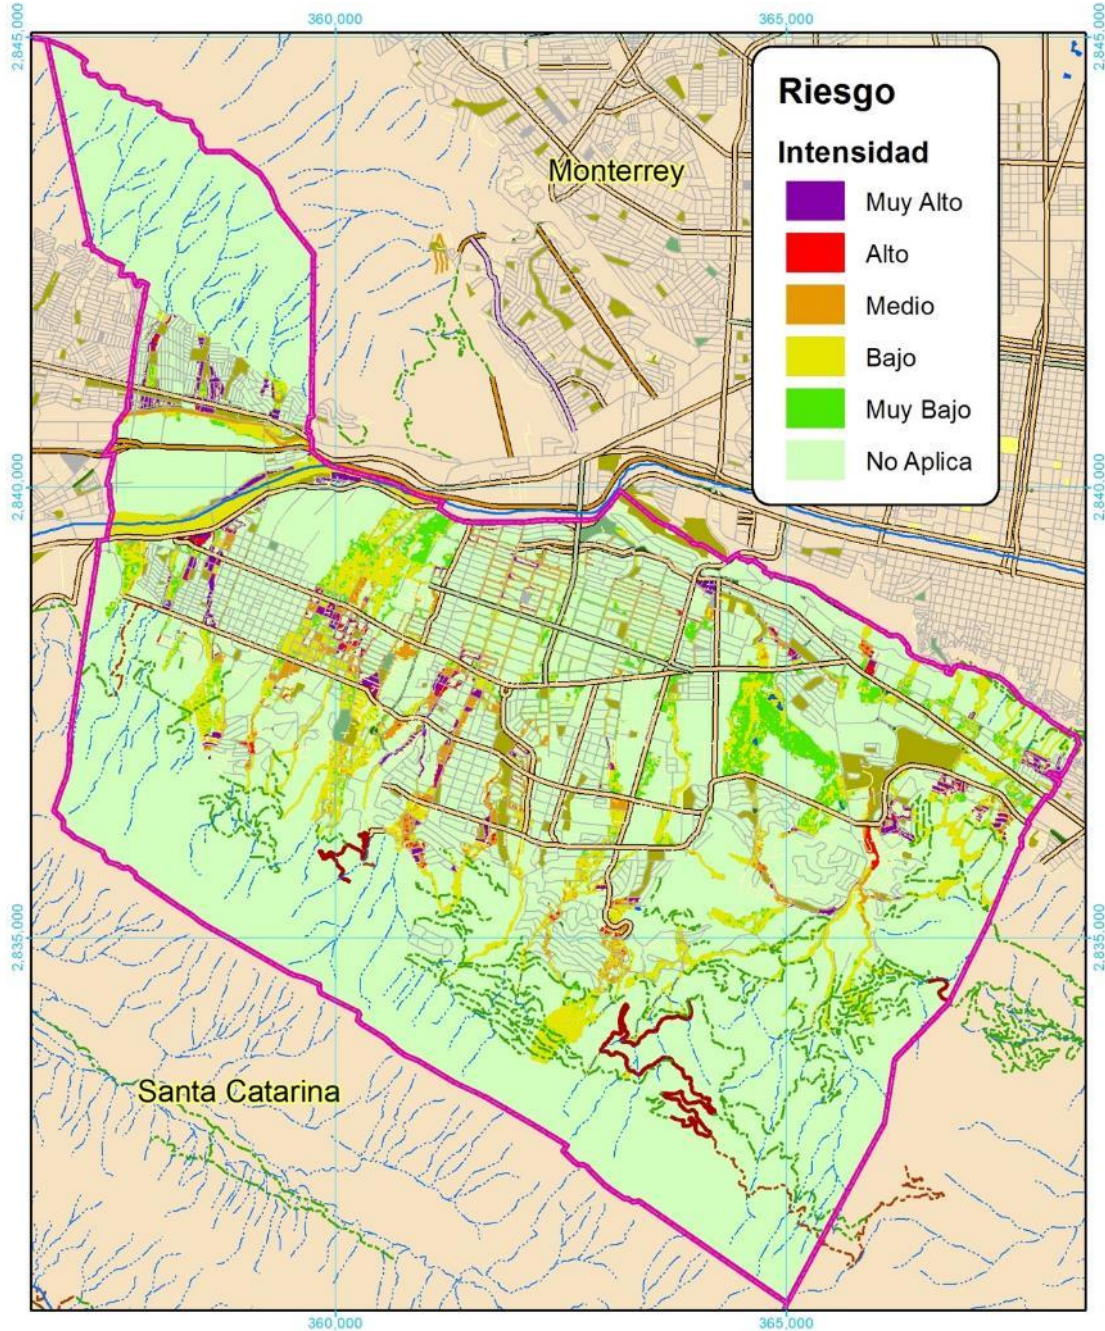 360,000
365,000
2,845,000
2,845,000
Riesgo
Intensidad
Muy Alto
Alto
Medio
Bajo
Muy Bajo
No Aplica
Monterrey
2,840,000
2,840,000
2,835,000
2,835,000
Santa Catarina
360,000
365,000